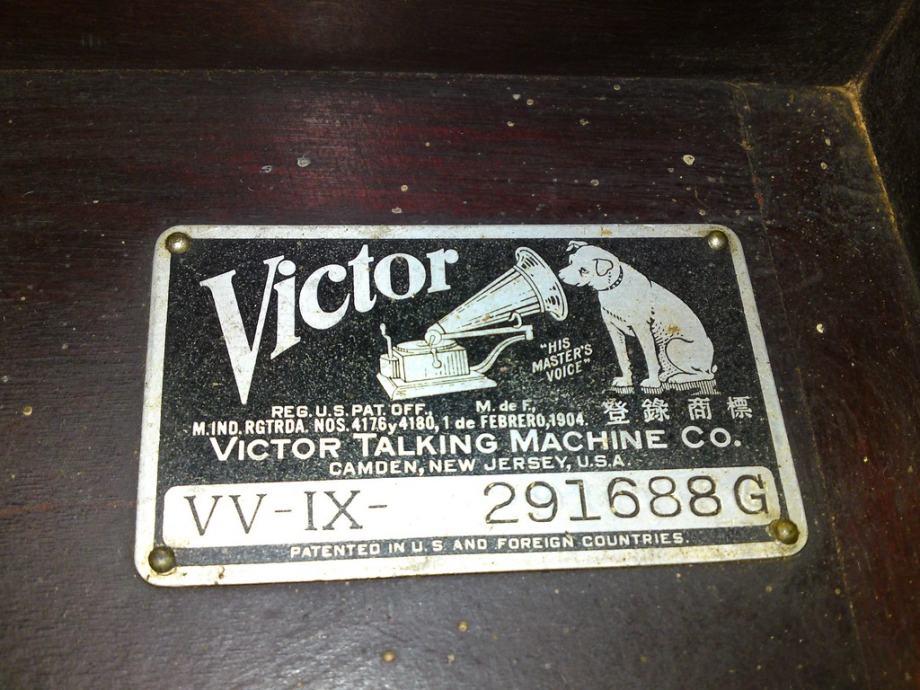 Victor
"HIS
MASTER'S
VOICE"
REG. U.S. PAT. OFF. M. de F.
M. IND. RGTRDA. NOS. 4176 y 4180, 1 de FEBRERO, 1904. 登錄商標
VICTOR TALKING MACHINE CO.
CAMDEN, NEW JERSEY, U.S.A.
VV-IX- 291688G
PATENTED IN U.S. AND FOREIGN COUNTRIES.